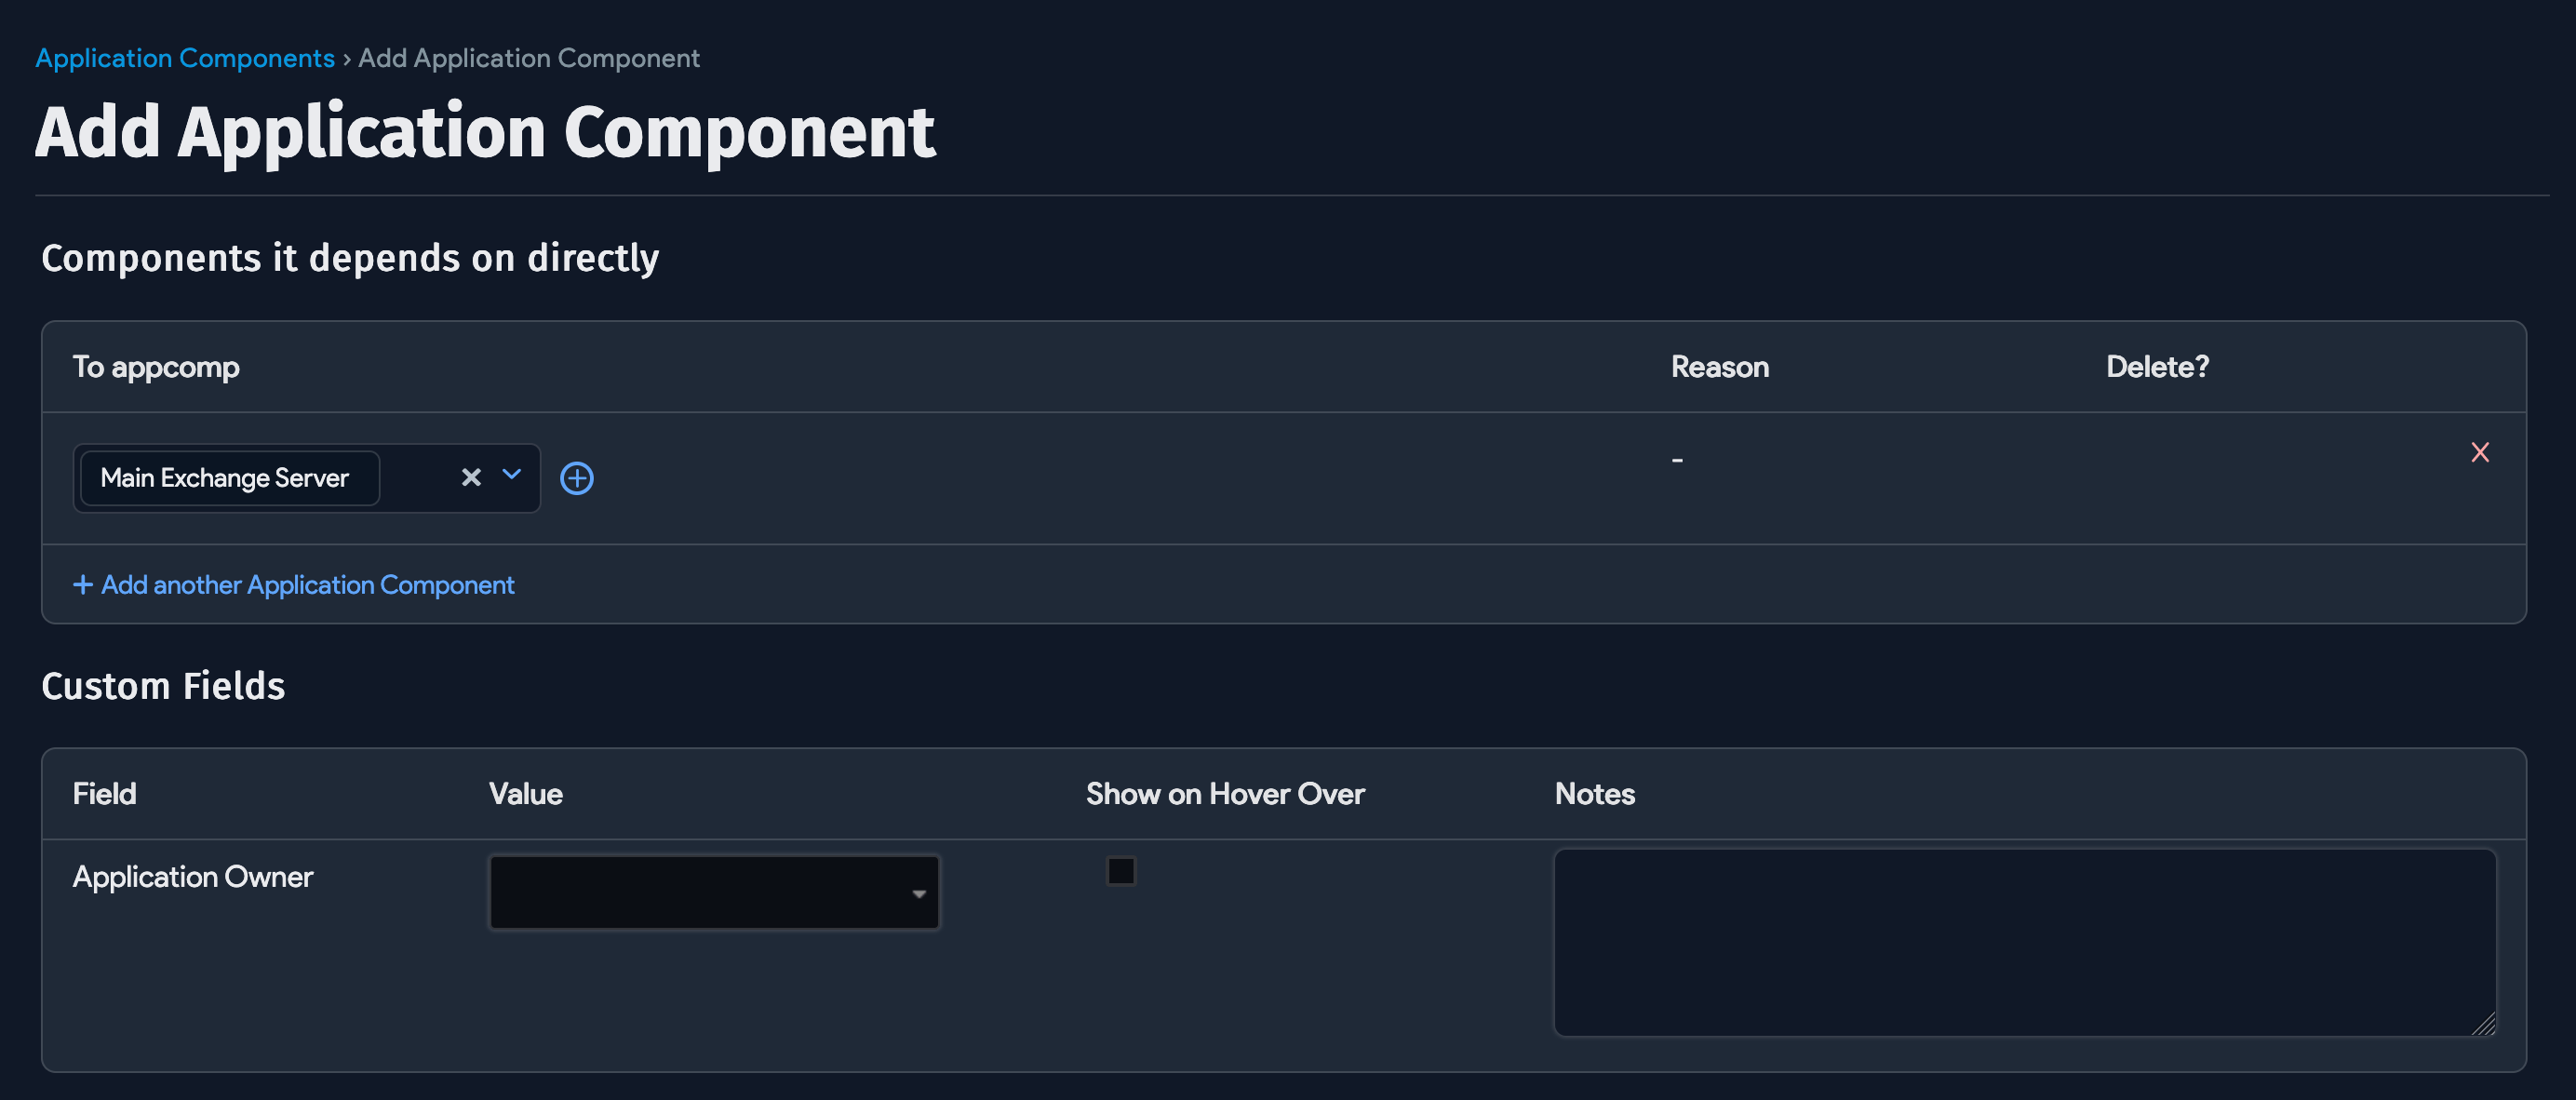 Application Components › Add Application Component
Add Application Component
Components it depends on directly
To appcomp Reason Delete?
Main Exchange Server -
Add another Application Component
Custom Fields
Field Value Show on Hover Over Notes
Application Owner